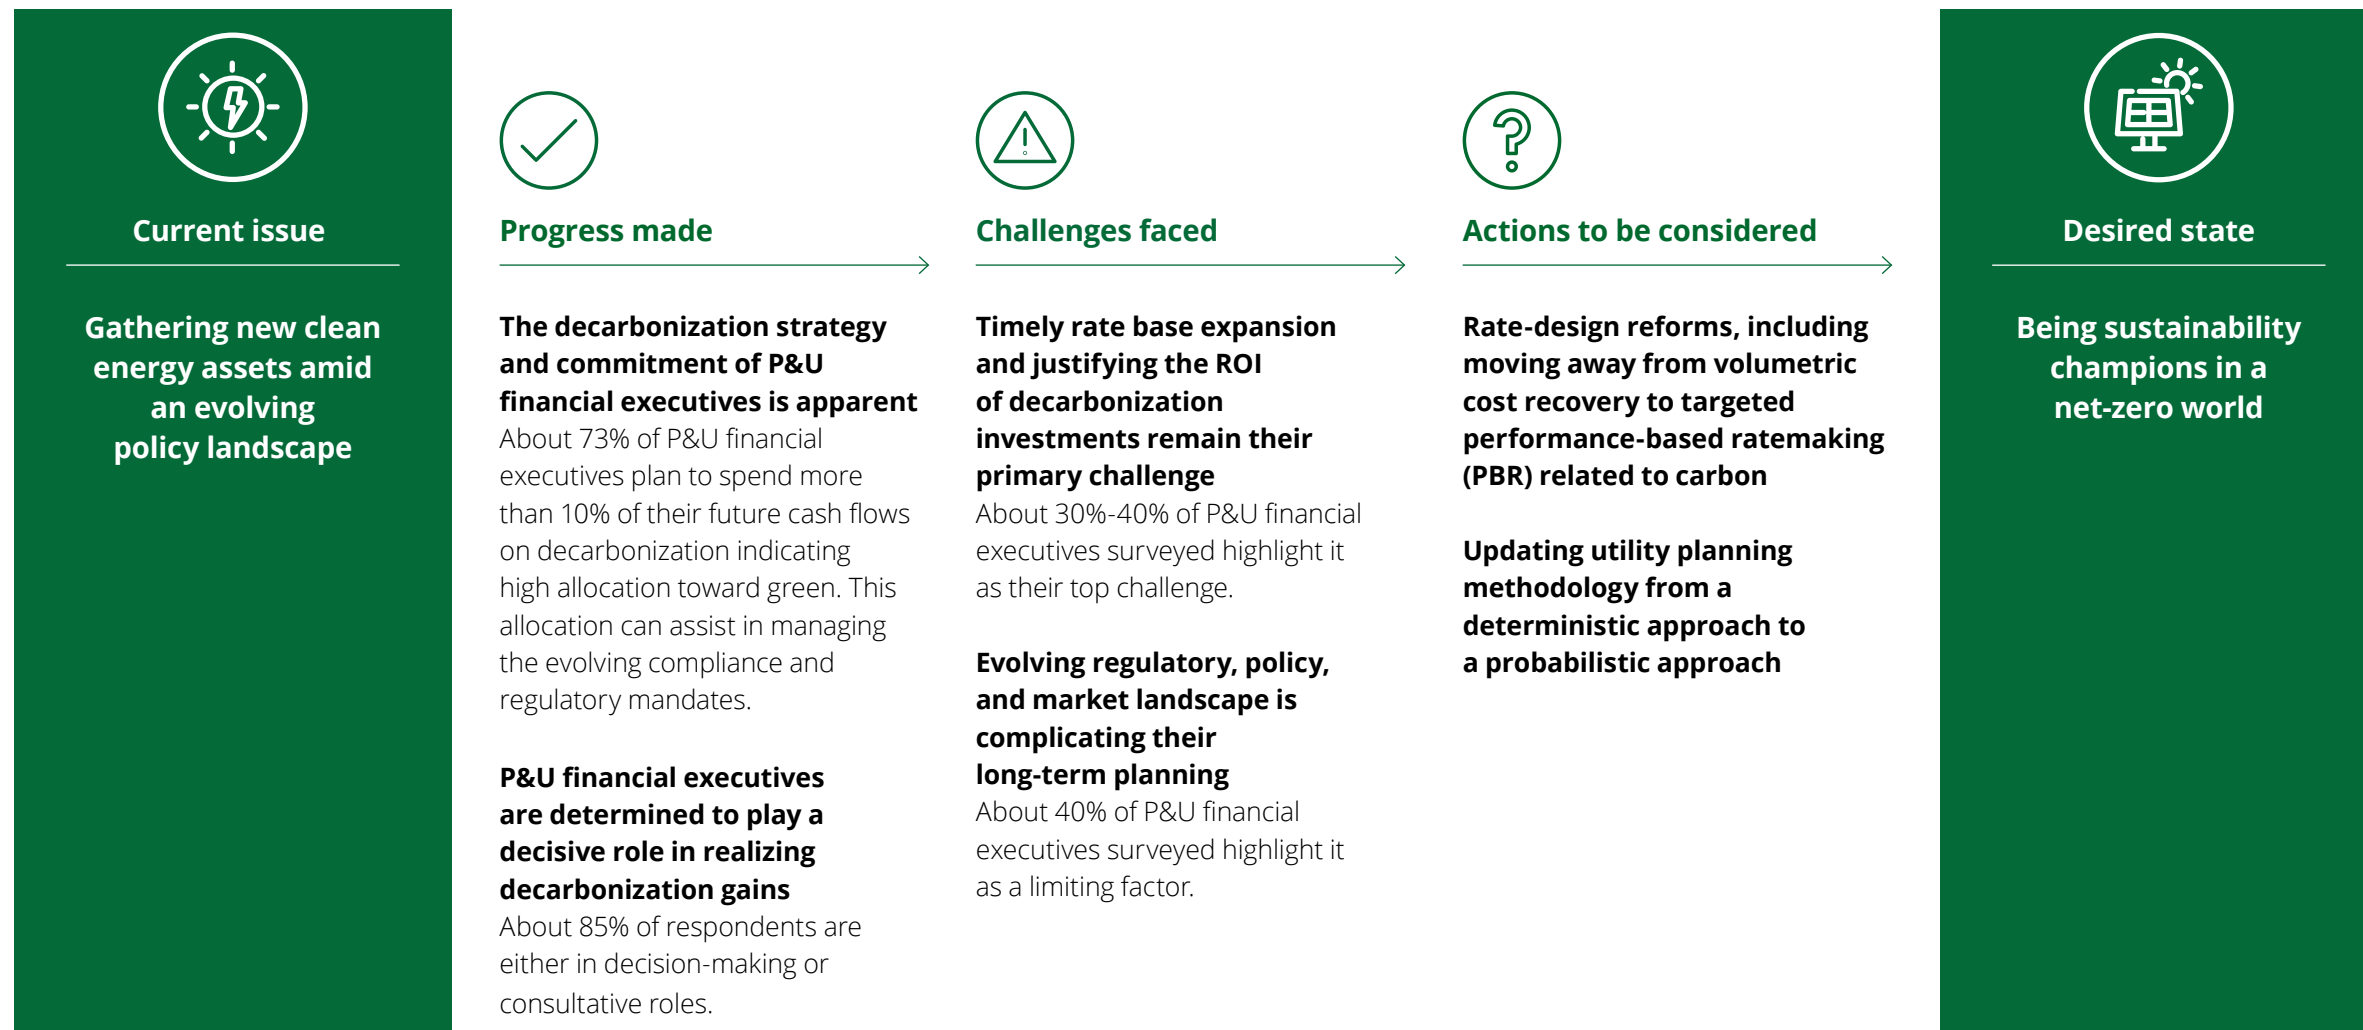 Current issue
Gathering new clean
energy assets amid
an evolving
policy landscape
Progress made
The decarbonization strategy
and commitment of P&U
financial executives is apparent
About 73% of P&U financial
executives plan to spend more
than 10% of their future cash flows
on decarbonization indicating
high allocation toward green. This
allocation can assist in managing
the evolving compliance and
regulatory mandates.
P&U financial executives
are determined to play a
decisive role in realizing
decarbonization gains
About 85% of respondents are
either in decision-making or
consultative roles.
Challenges faced
Timely rate base expansion
and justifying the ROI
of decarbonization
investments remain their
primary challenge
About 30%-40% of P&U financial
executives surveyed highlight it
as their top challenge.
Evolving regulatory, policy,
and market landscape is
complicating their
long-term planning
About 40% of P&U financial
executives surveyed highlight it
as a limiting factor.
Actions to be considered
Rate-design reforms, including
moving away from volumetric
cost recovery to targeted
performance-based ratemaking
(PBR) related to carbon
Updating utility planning
methodology from a
deterministic approach to
a probabilistic approach
Desired state
Being sustainability
champions in a
net-zero world